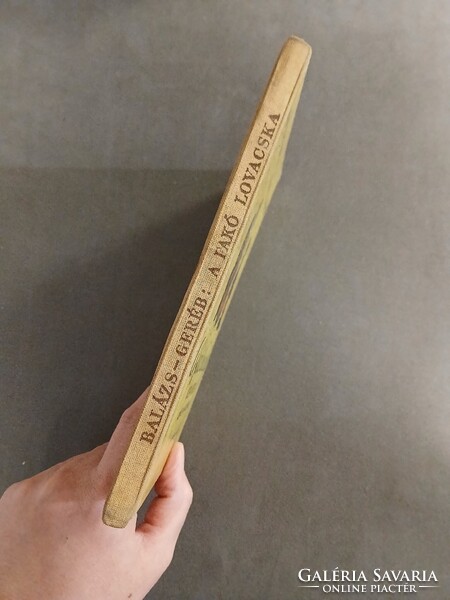 BALÁZS–GERÉB: A FAKÓ LOVACSKA
GALÉRIA SAVARIA
ONLINE PIACTÉR